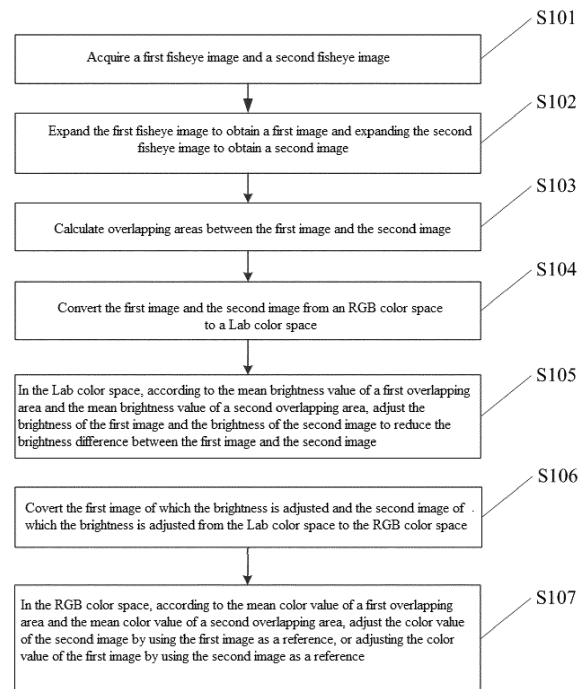 S101
Acquire a first fisheye image and a second fisheye image
S102
Expand the first fisheye image to obtain a first image and expanding the second
fisheye image to obtain a second image
S103
Calculate overlapping areas between the first image and the second image
S104
Convert the first image and the second image from an RGB color space
to a Lab color space
S105
In the Lab color space, according to the mean brightness value of a first overlapping
area and the mean brightness value of a second overlapping area, adjust the
brightness of the first image and the brightness of the second image to reduce the
brightness difference between the first image and the second image
S106
Covert the first image of which the brightness is adjusted and the second image of
which the brightness is adjusted from the Lab color space to the RGB color space
S107
In the RGB color space, according to the mean color value of a first overlapping
area and the mean color value of a second overlapping area, adjust the color value
of the second image by using the first image as a reference, or adjusting the color
value of the first image by using the second image as a reference